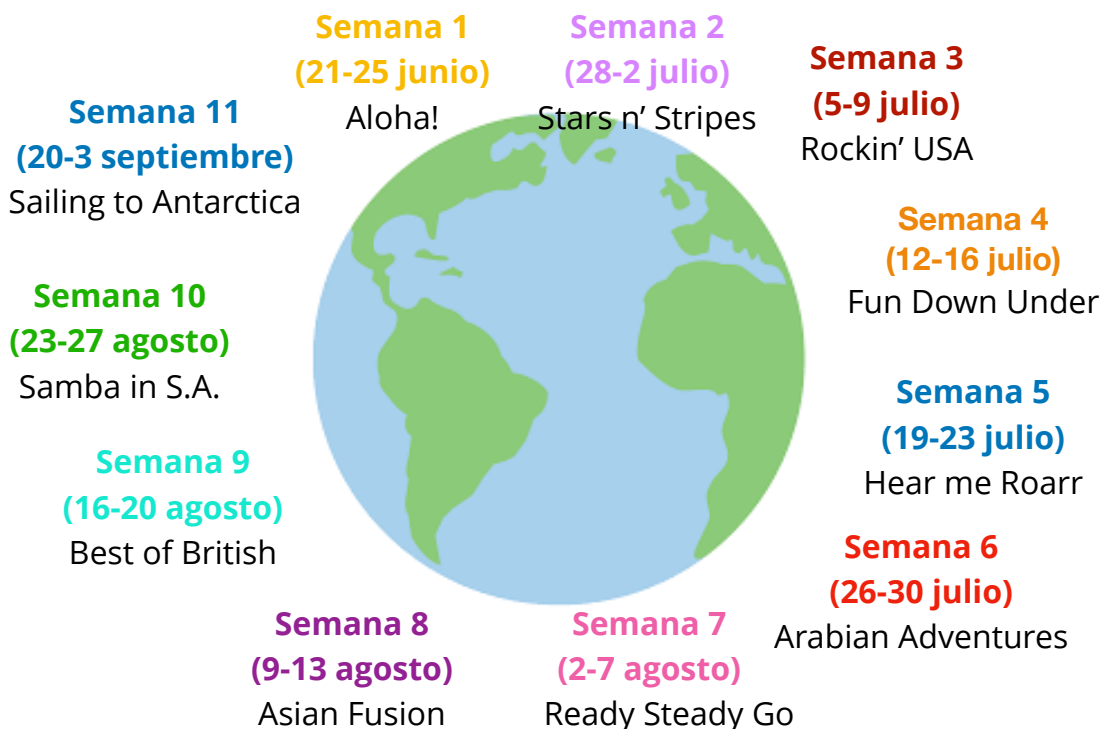 Semana 1
(21-25 junio)
Aloha!
Semana 2
(28-2 julio)
Stars n’ Stripes
Semana 3
(5-9 julio)
Rockin’ USA
Semana 4
(12-16 julio)
Fun Down Under
Semana 5
(19-23 julio)
Hear me Roarr
Semana 6
(26-30 julio)
Arabian Adventures
Semana 7
(2-7 agosto)
Ready Steady Go
Semana 8
(9-13 agosto)
Asian Fusion
Semana 9
(16-20 agosto)
Best of British
Semana 10
(23-27 agosto)
Samba in S.A.
Semana 11
(20-3 septiembre)
Sailing to Antarctica